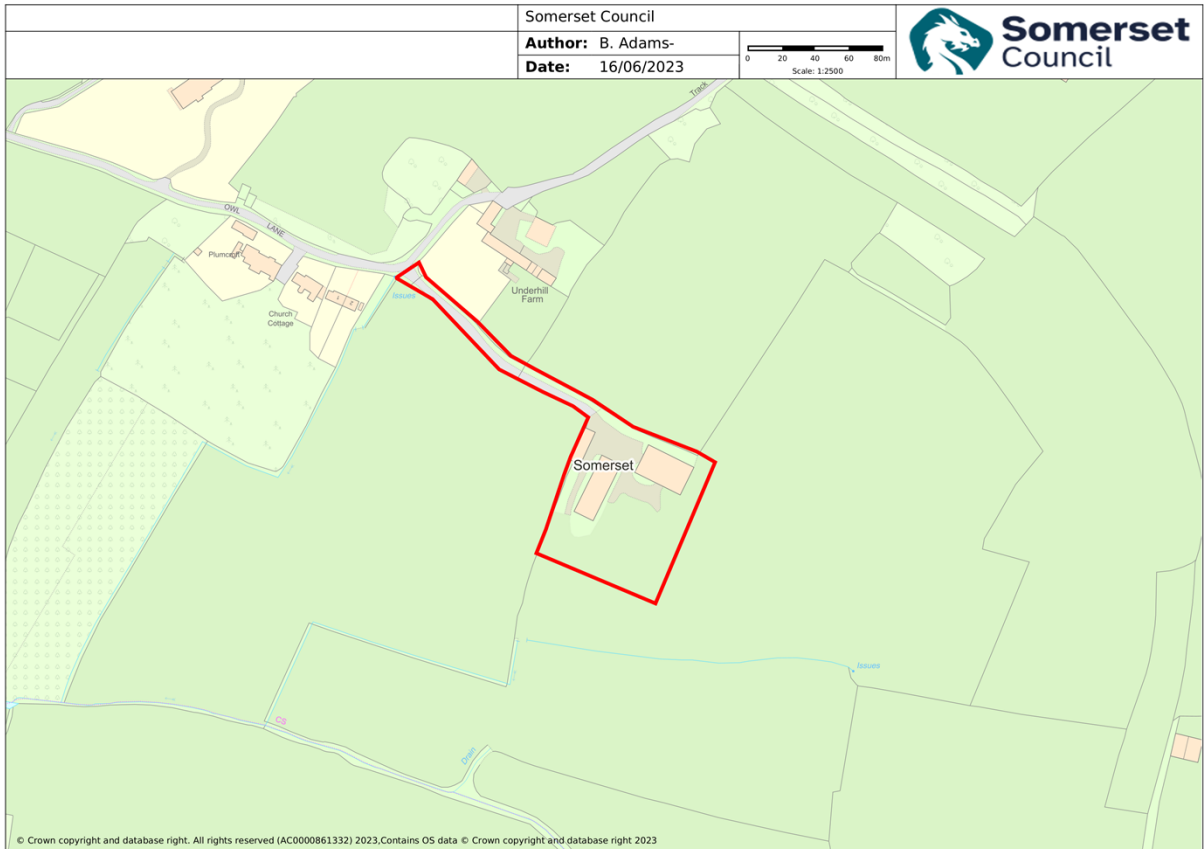 Somerset Council
Author: B. Adams-
Date: 16/06/2023
0 20 40 60 80m
Scale: 1:2500
Somerset
Council
Track
OWL
LANE
Plumcroft
Issues
Underhill
Farm
Church
Cottage
Somerset
Issues
CS
Drain
© Crown copyright and database right. All rights reserved (AC0000861332) 2023,Contains OS data © Crown copyright and database right 2023